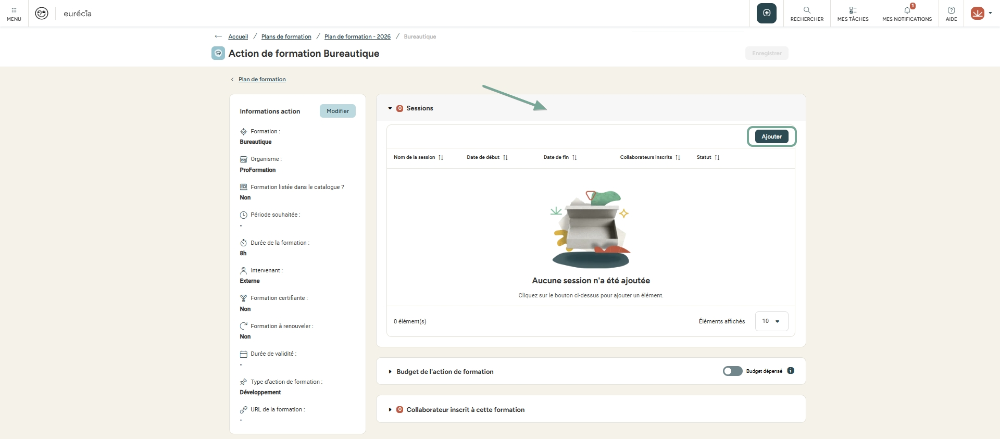 MENU
eurécia
RECHERCHER
MES TÂCHES
1
MES NOTIFICATIONS
AIDE
Accueil / Plans de formation / Plan de formation - 2026 / Bureautique
Action de formation Bureautique
Enregistrer
Plan de formation
Informations action
Modifier
Formation :
Bureautique
Organisme :
ProFormation
Formation listée dans le catalogue ?
Non
Période souhaitée :
-
Durée de la formation :
8h
Intervenant :
Externe
Formation certifiante :
Non
Formation à renouveler :
Non
Durée de validité :
-
Type d'action de formation :
Développement
URL de la formation :
-
0 Sessions
Ajouter
Nom de la session Date de début Date de fin Collaborateurs inscrits Statut
Aucune session n'a été ajoutée
Cliquez sur le bouton ci-dessus pour ajouter un élément.
0 élément(s)
Éléments affichés 10
Budget de l'action de formation
Budget dépensé
0 Collaborateur inscrit à cette formation